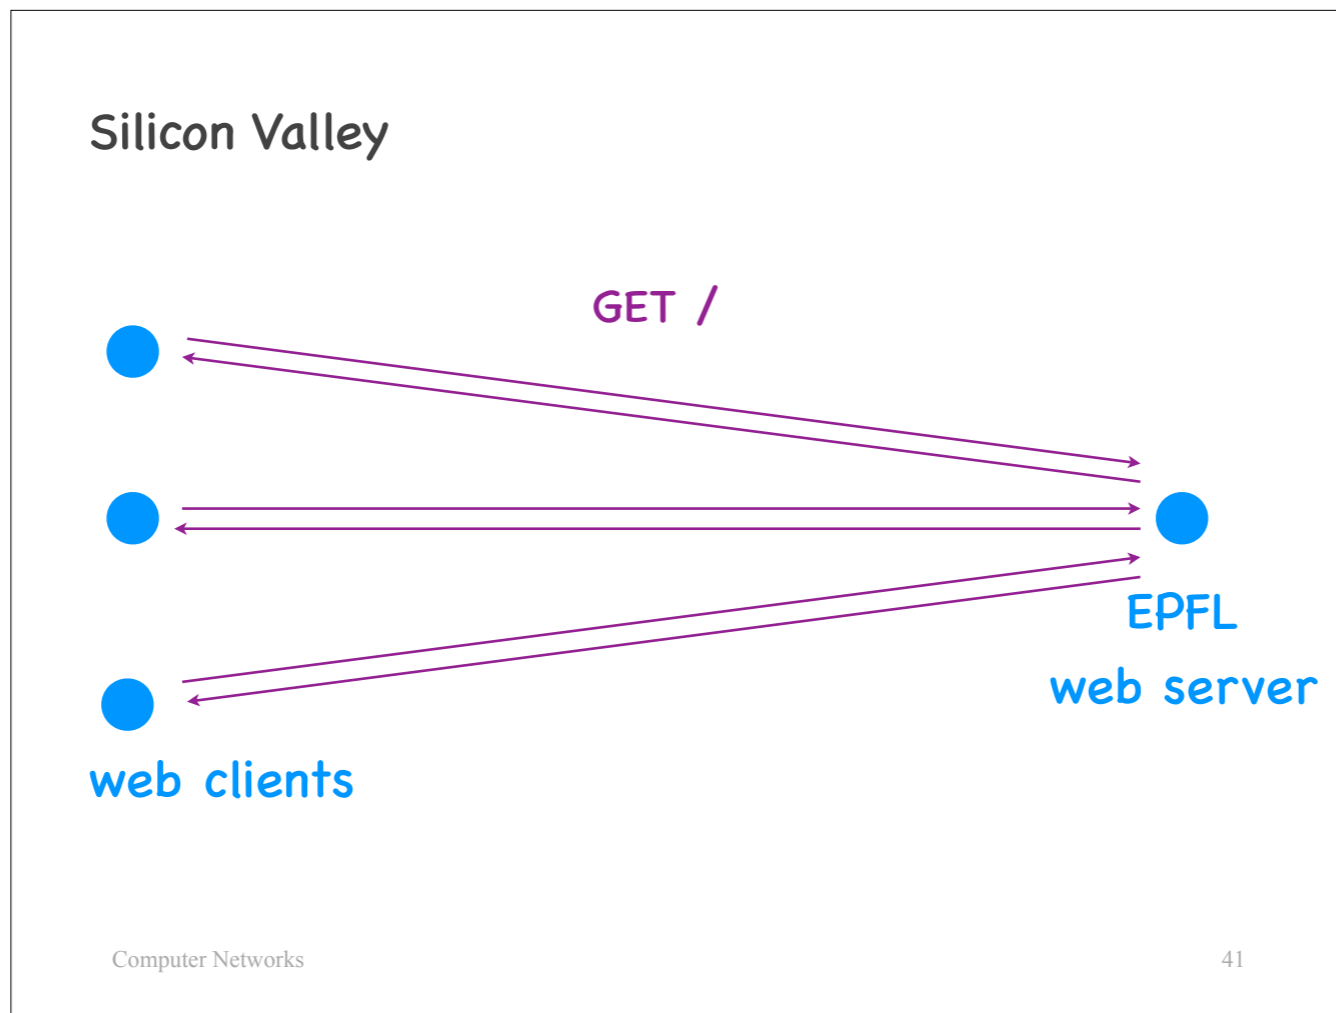 Silicon Valley
GET /
EPFL
web server
web clients
Computer Networks
41